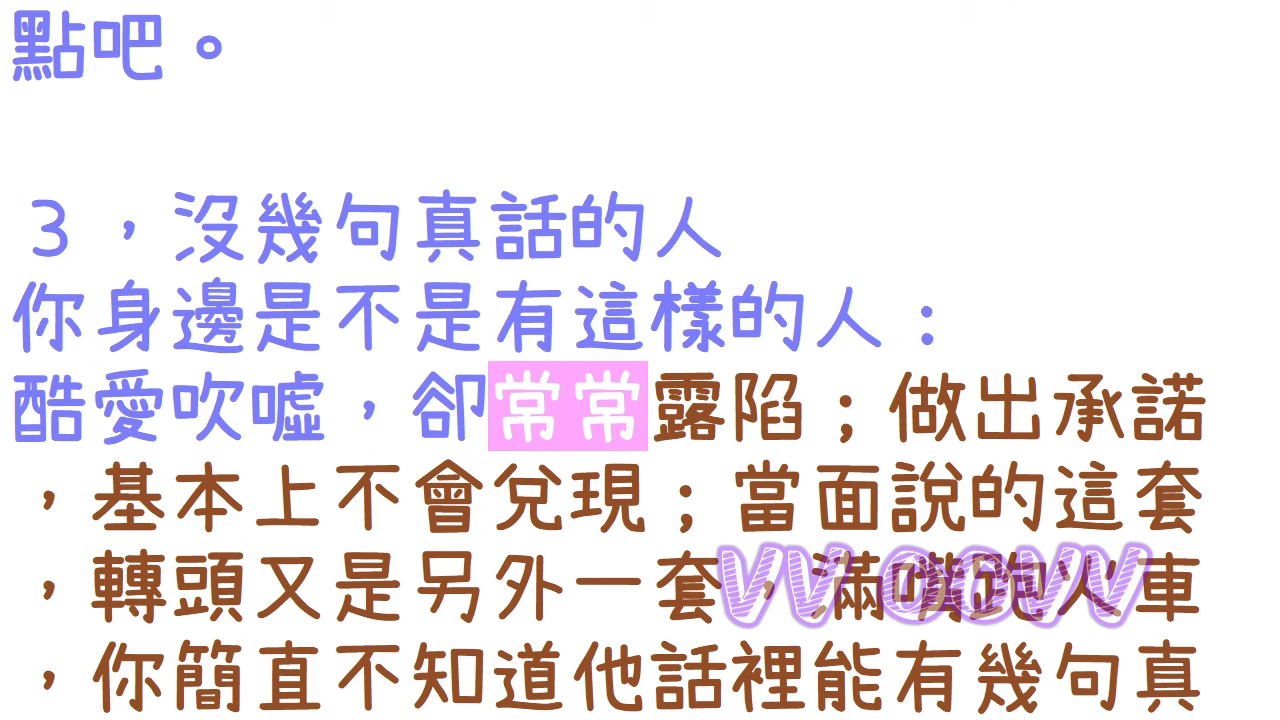 點吧。
３，沒幾句真話的人
你身邊是不是有這樣的人：
酷愛吹噓，卻常常露陷；做出承諾
，基本上不會兌現；當面說的這套
，轉頭又是另外一套，滿嘴跑火車
，你簡直不知道他話裡能有幾句真